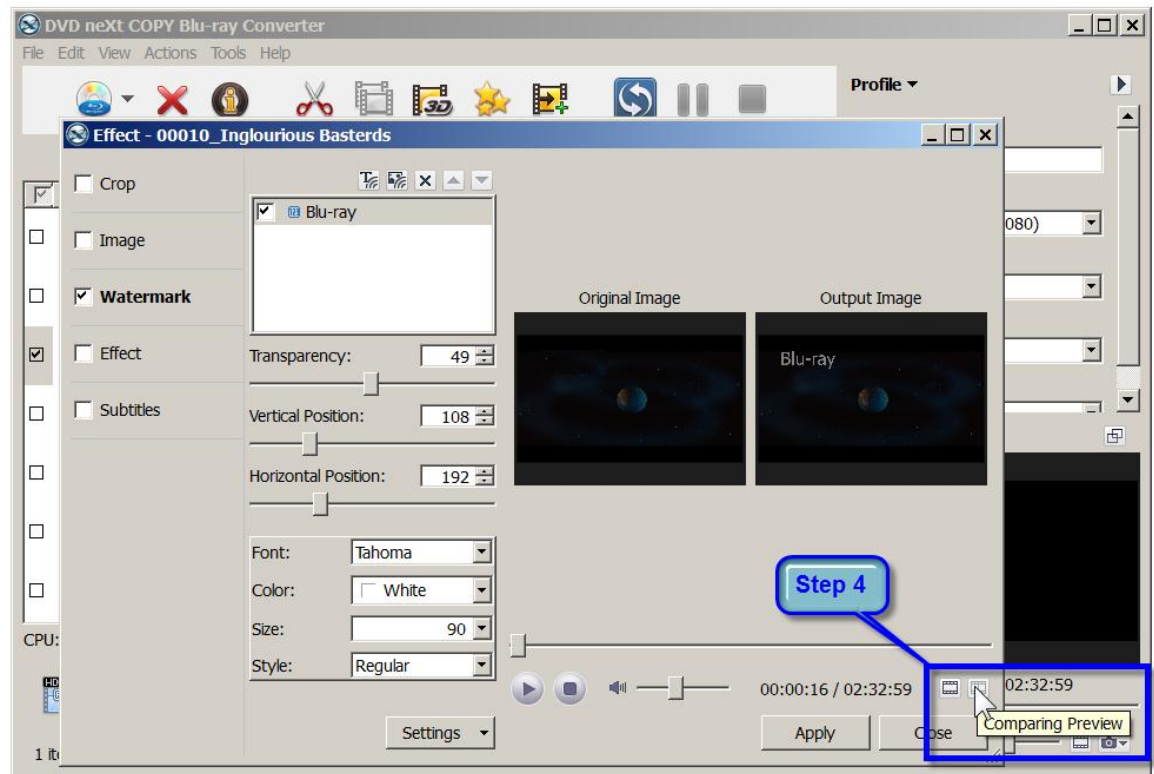 DVD neXt COPY Blu-ray Converter
File Edit View Actions Tools Help
3D
Profile
Effect - 00010_Inglourious Basterds
Crop
Image
Watermark
Effect
Subtitles
Blu-ray
Transparency: 49
Vertical Position: 108
Horizontal Position: 192
Font: Tahoma
Color: White
Size: 90
Style: Regular
Settings
Original Image
Output Image
Blu-ray
080)
Step 4
00:00:16 / 02:32:59
02:32:59
Comparing Preview
Apply
Close
CPU:
HD
1 it